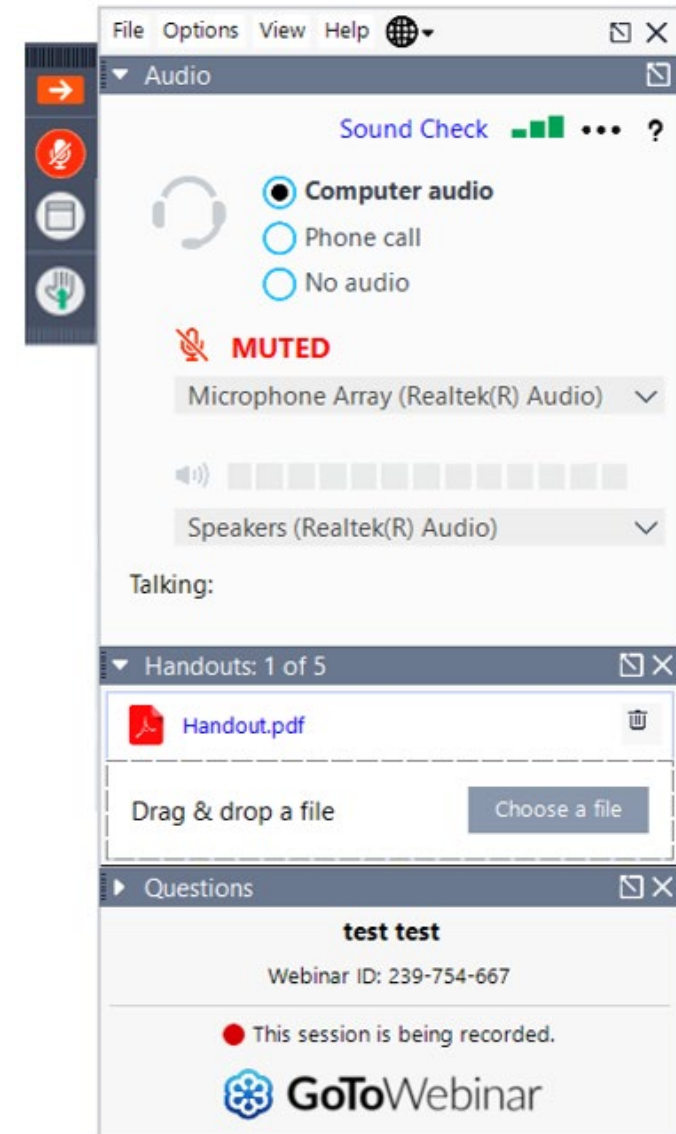 File Options View Help
Audio
Sound Check ?
Computer audio
Phone call
No audio
MUTED
Microphone Array (Realtek(R) Audio)
Speakers (Realtek(R) Audio)
Talking:
Handouts: 1 of 5
Handout.pdf
Drag & drop a file Choose a file
Questions
test test
Webinar ID: 239-754-667
This session is being recorded.
GoToWebinar